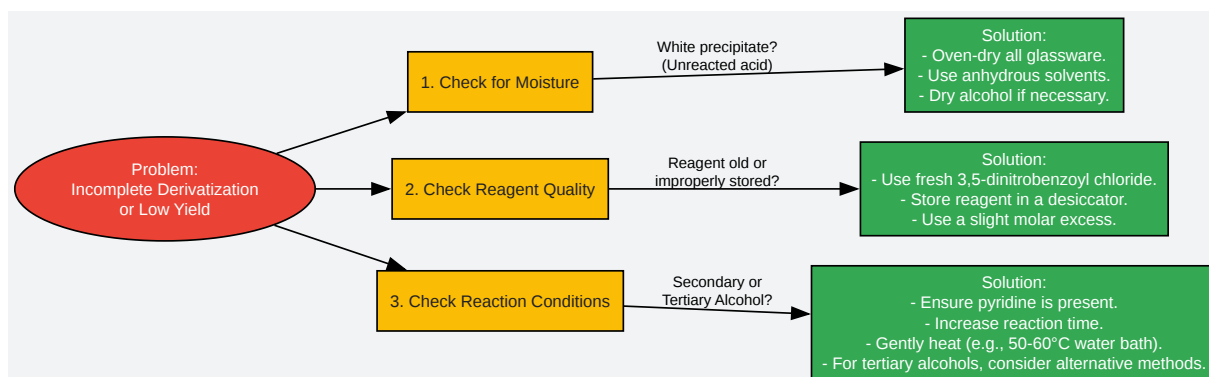 Problem:
Incomplete Derivatization
or Low Yield
1. Check for Moisture
White precipitate?
(Unreacted acid)
Solution:
- Oven-dry all glassware.
- Use anhydrous solvents.
- Dry alcohol if necessary.
2. Check Reagent Quality
Reagent old or
improperly stored?
Solution:
- Use fresh 3,5-dinitrobenzoyl chloride.
- Store reagent in a desiccator.
- Use a slight molar excess.
3. Check Reaction Conditions
Secondary or
Tertiary Alcohol?
Solution:
- Ensure pyridine is present.
- Increase reaction time.
- Gently heat (e.g., 50-60°C water bath).
- For tertiary alcohols, consider alternative methods.